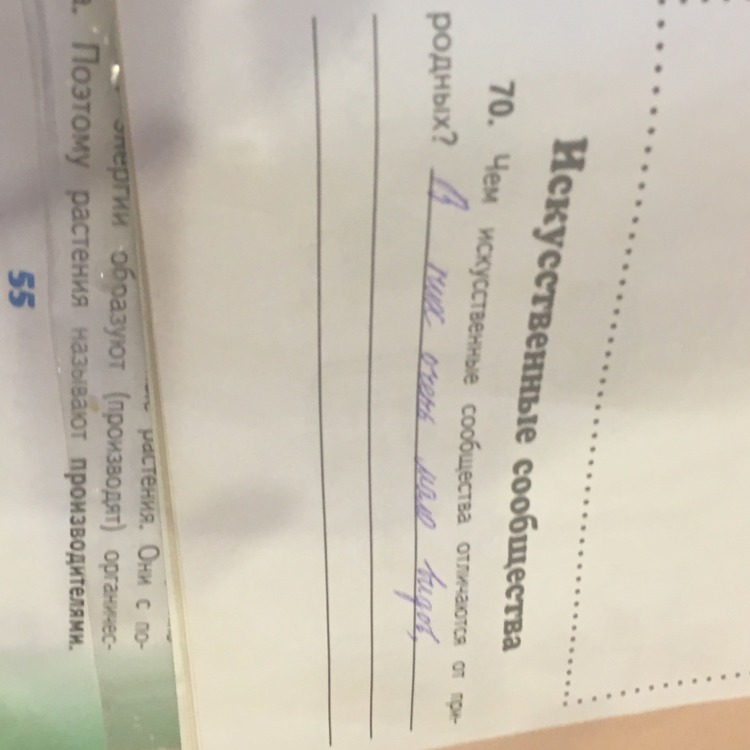 Искусственные сообщества
70. Чем искусственные сообщества отличаются от при-
родных? В них очень мало видов,
растения. Они с по-
энергии образуют (производят) органичес-
а. Поэтому растения называют производителями.
55